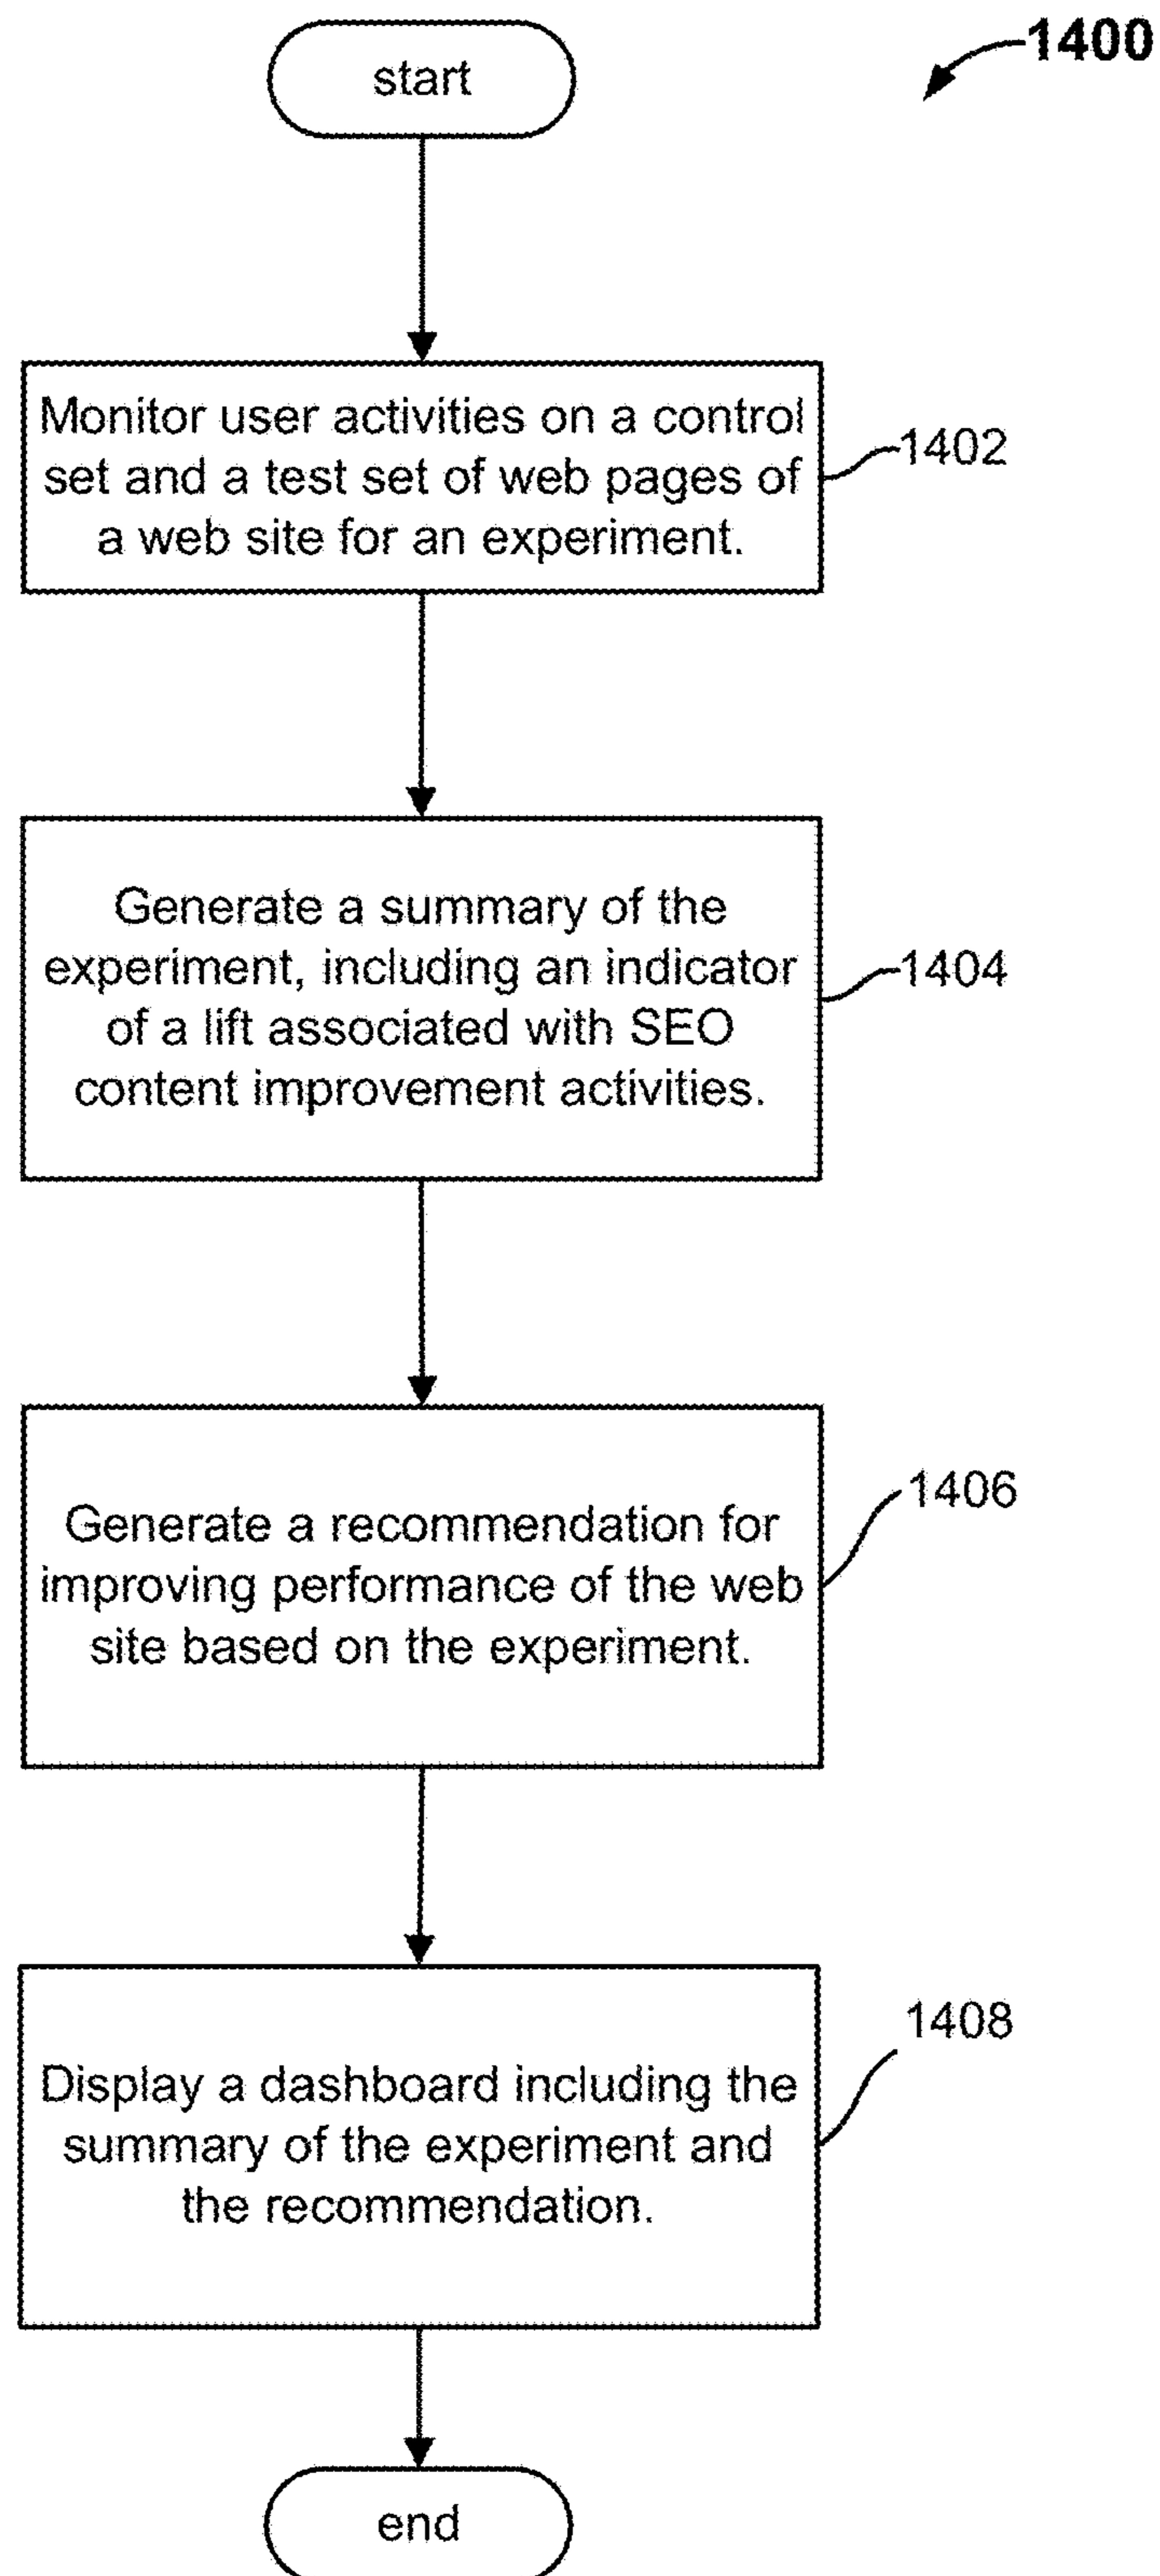 start
1400
Monitor user activities on a control
set and a test set of web pages of
a web site for an experiment.
1402
Generate a summary of the
experiment, including an indicator
of a lift associated with SEO
content improvement activities.
1404
Generate a recommendation for
improving performance of the web
site based on the experiment.
1406
Display a dashboard including the
summary of the experiment and
the recommendation.
1408
end